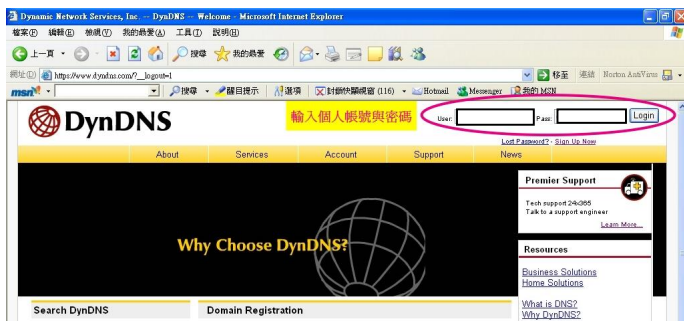 Dynamic Network Services, Inc. -- DynDNS -- Welcome - Microsoft Internet Explorer
檔案(F) 編輯(E) 檢視(V) 我的最愛(A) 工具(T) 說明(H)
上一頁 搜尋 我的最愛
網址(D) https://www.dyndns.com/?_logout=1 移至 連結 Norton AntiVirus
msn 搜尋 醒目提示 選項 封鎖快顯視窗 (116) Hotmail Messenger 我的 MSN
DynDNS 輸入個人帳號與密碼 User: Pass: Login
Lost Password? - Sign Up Now
About Services Account Support News
Premier Support
Tech support 24x365
Talk to a support engineer
Learn More...
Why Choose DynDNS?
Resources
Business Solutions
Home Solutions
What is DNS?
Why DynDNS?
Search DynDNS Domain Registration